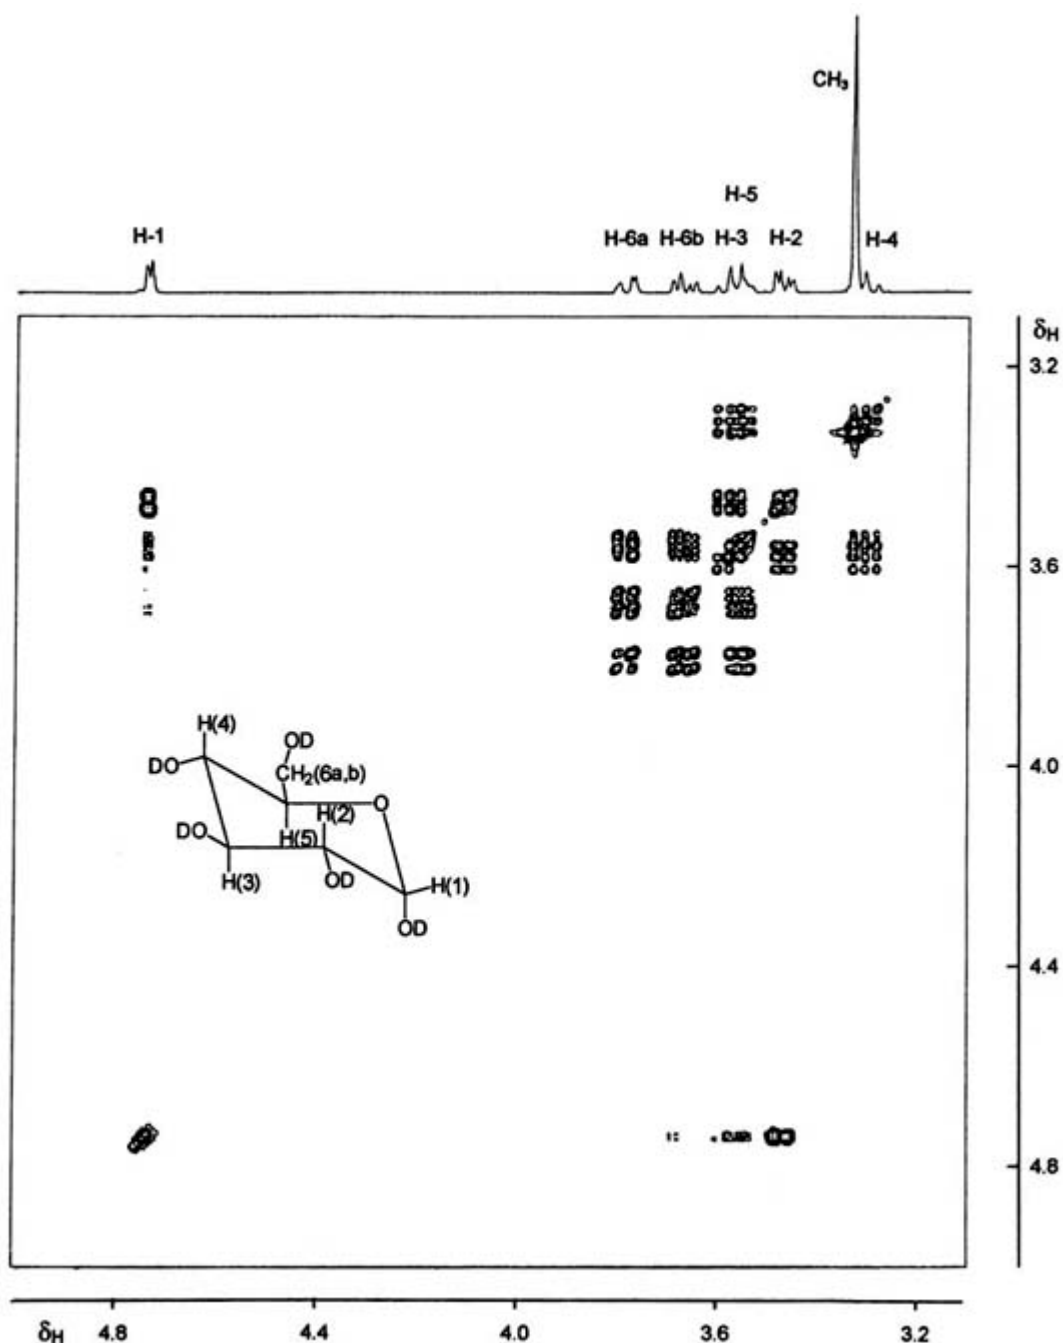 CH₃
H-5
H-1
H-6a H-6b H-3 H-2 H-4
δH
3.2
3.6
4.0
4.4
4.8
H(4)
OD
DO
CH₂(6a,b)
O
H(2)
DO
H(5)
H(3)
OD
H(1)
OD
δH 4.8 4.4 4.0 3.6 3.2